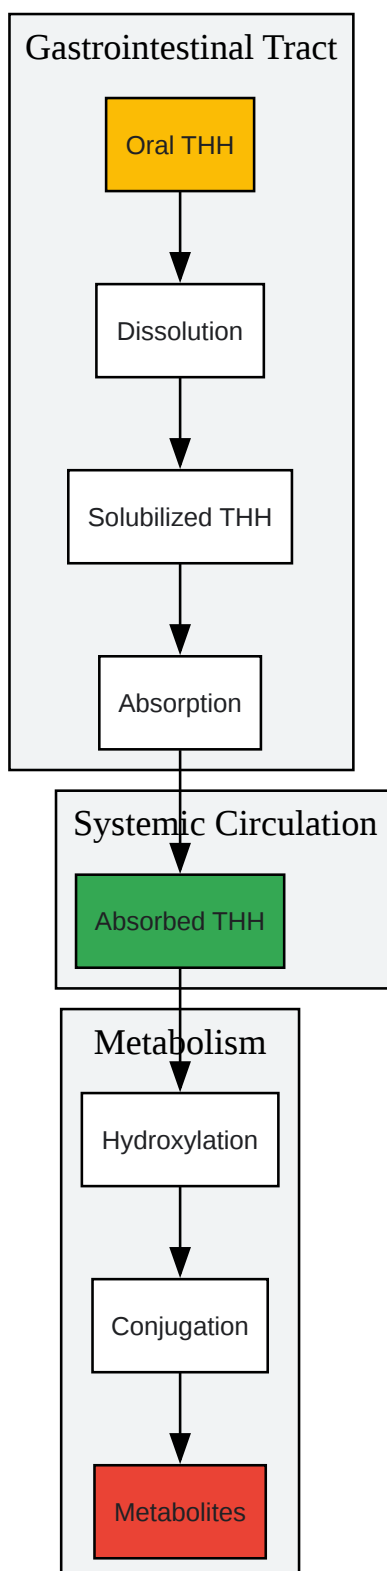 Gastrointestinal Tract
Oral THH
Dissolution
Solubilized THH
Absorption
Systemic Circulation
Absorbed THH
Metabolism
Hydroxylation
Conjugation
Metabolites